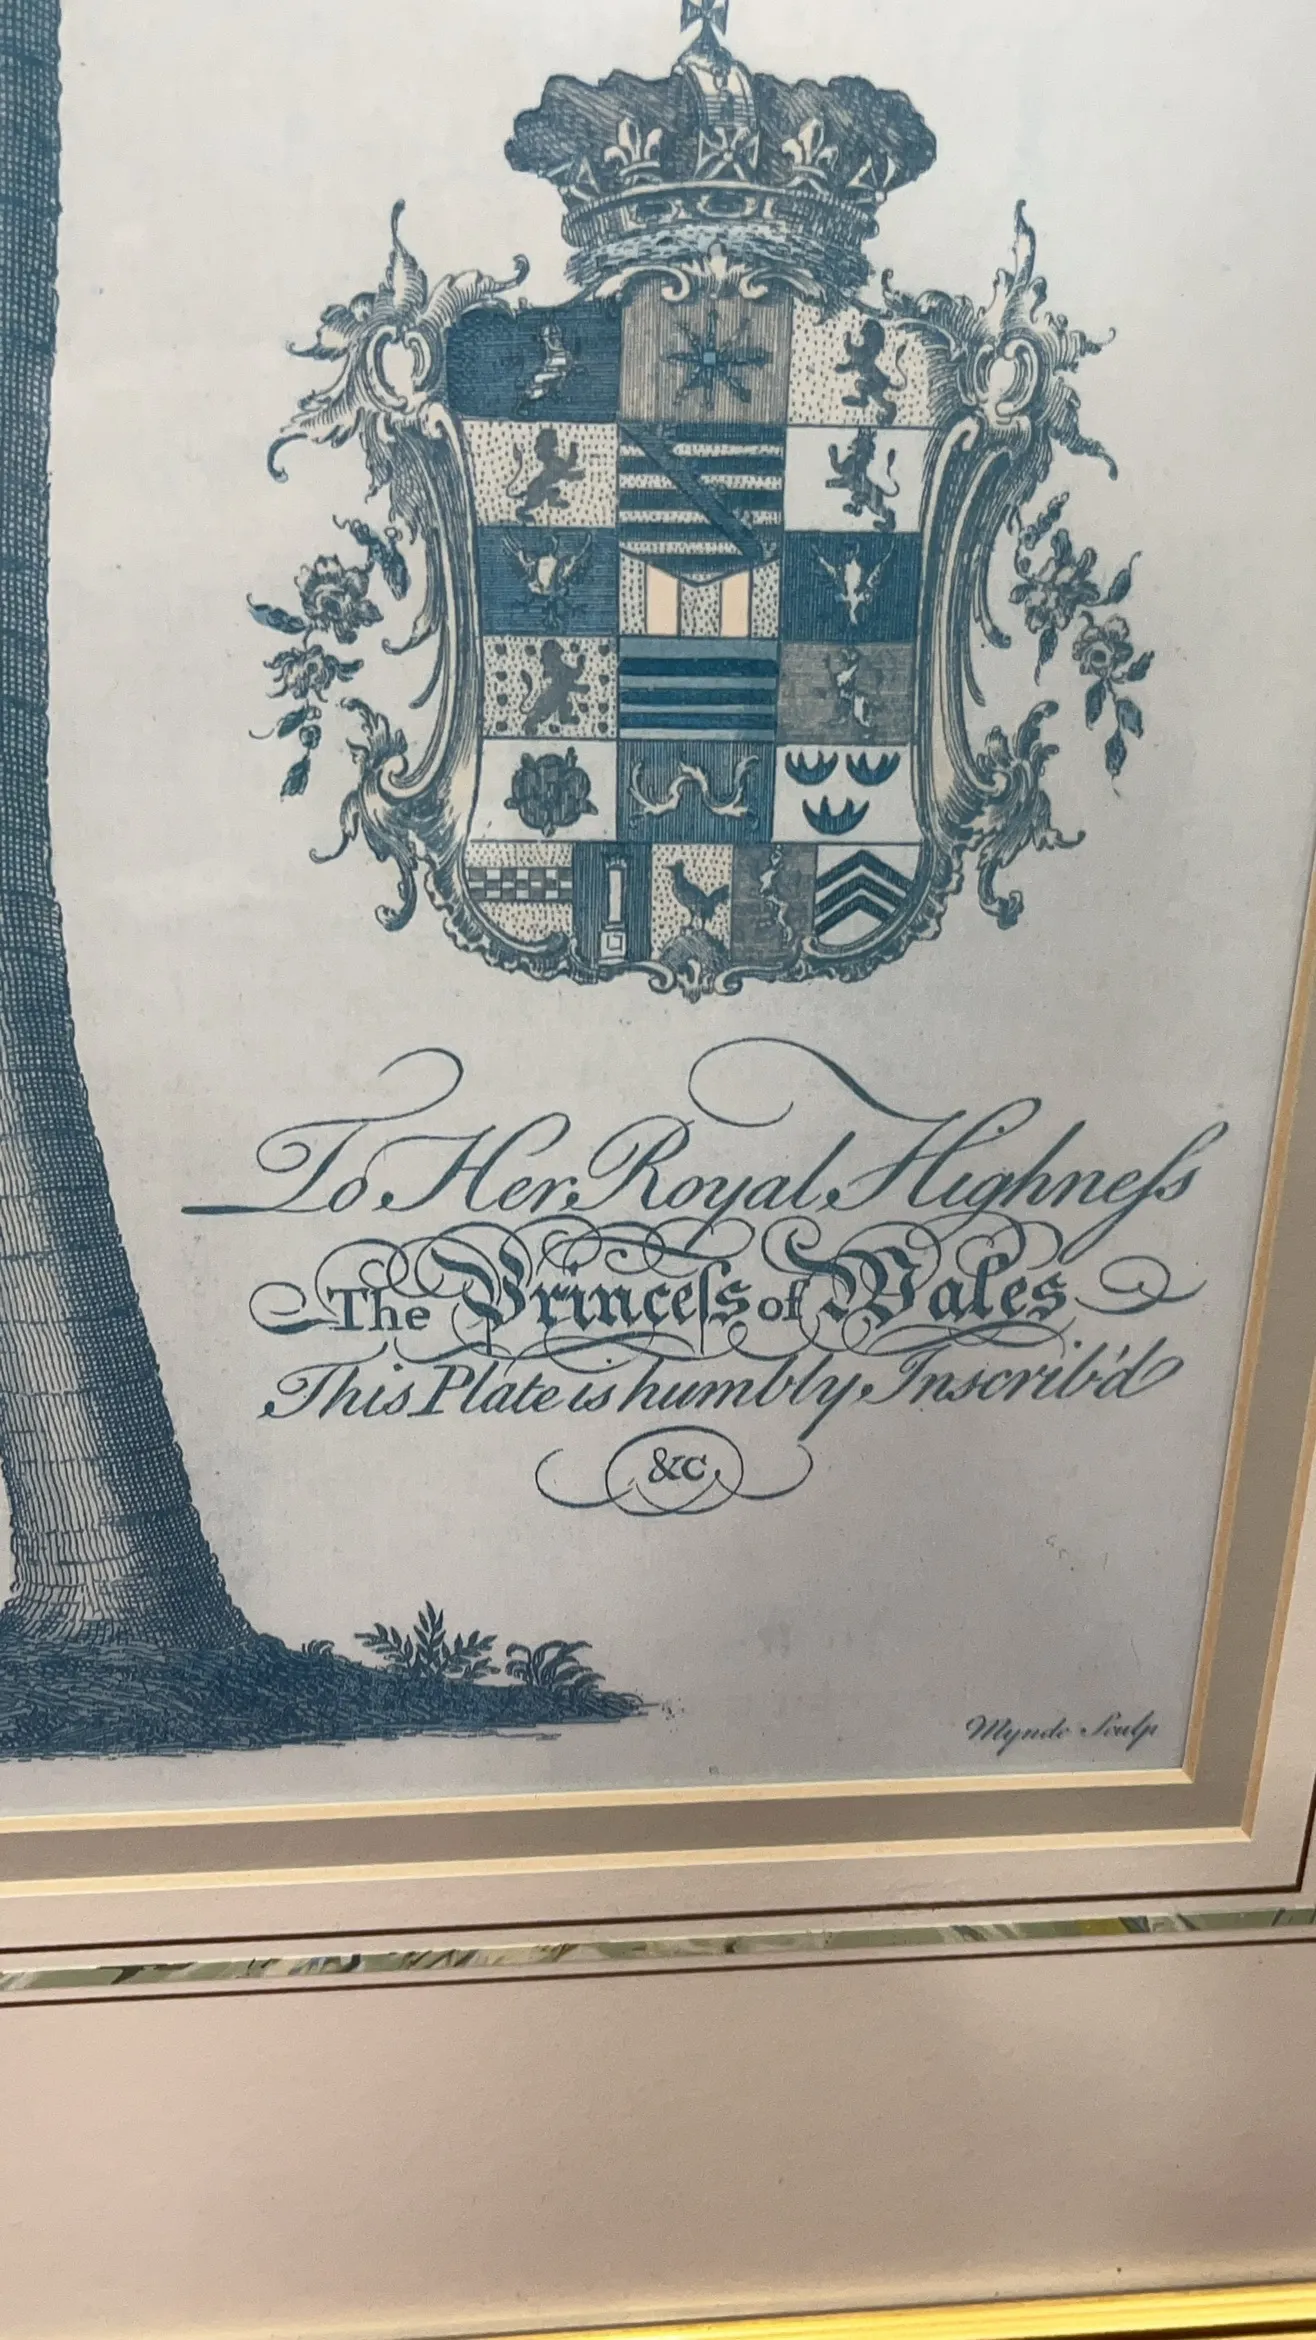 To Her Royal Highneſs
The Princeſs of Wales
This Plate is humbly Inscrib'd
&c.
Mynde Sculp